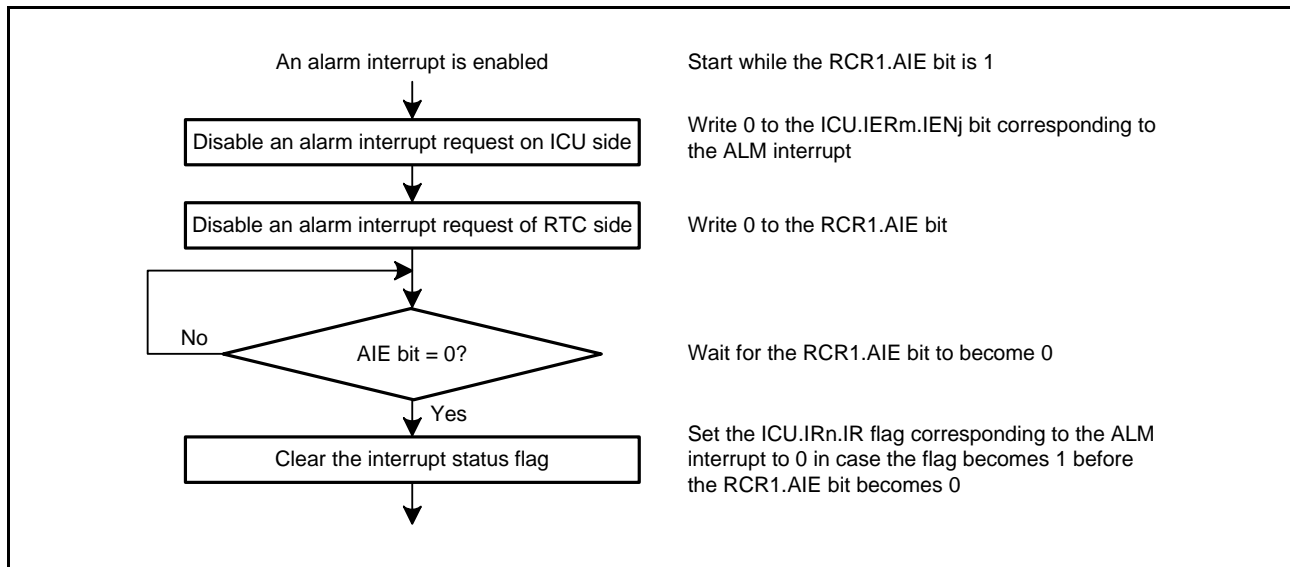 An alarm interrupt is enabled
Start while the RCR1.AIE bit is 1
Disable an alarm interrupt request on ICU side
Write 0 to the ICU.IERm.IENj bit corresponding to
the ALM interrupt
Disable an alarm interrupt request of RTC side
Write 0 to the RCR1.AIE bit
No
AIE bit = 0?
Wait for the RCR1.AIE bit to become 0
Yes
Clear the interrupt status flag
Set the ICU.IRn.IR flag corresponding to the ALM
interrupt to 0 in case the flag becomes 1 before
the RCR1.AIE bit becomes 0